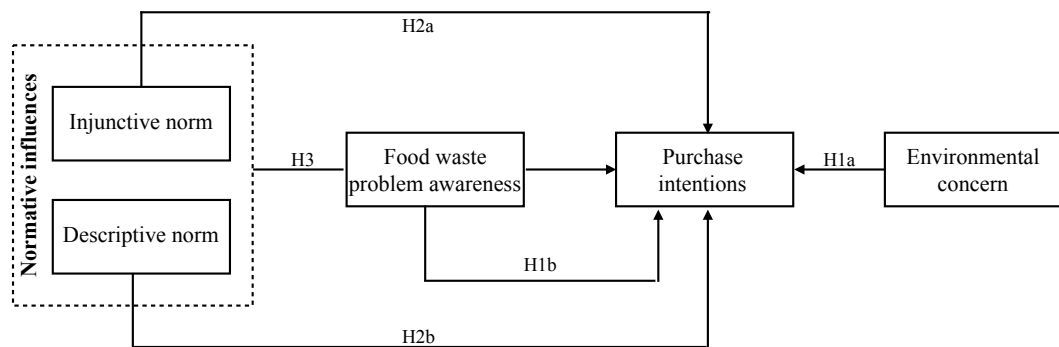 H2a
Normative influences
Injunctive norm
Descriptive norm
H3
Food waste
problem awareness
Purchase
intentions
H1a
Environmental
concern
H1b
H2b